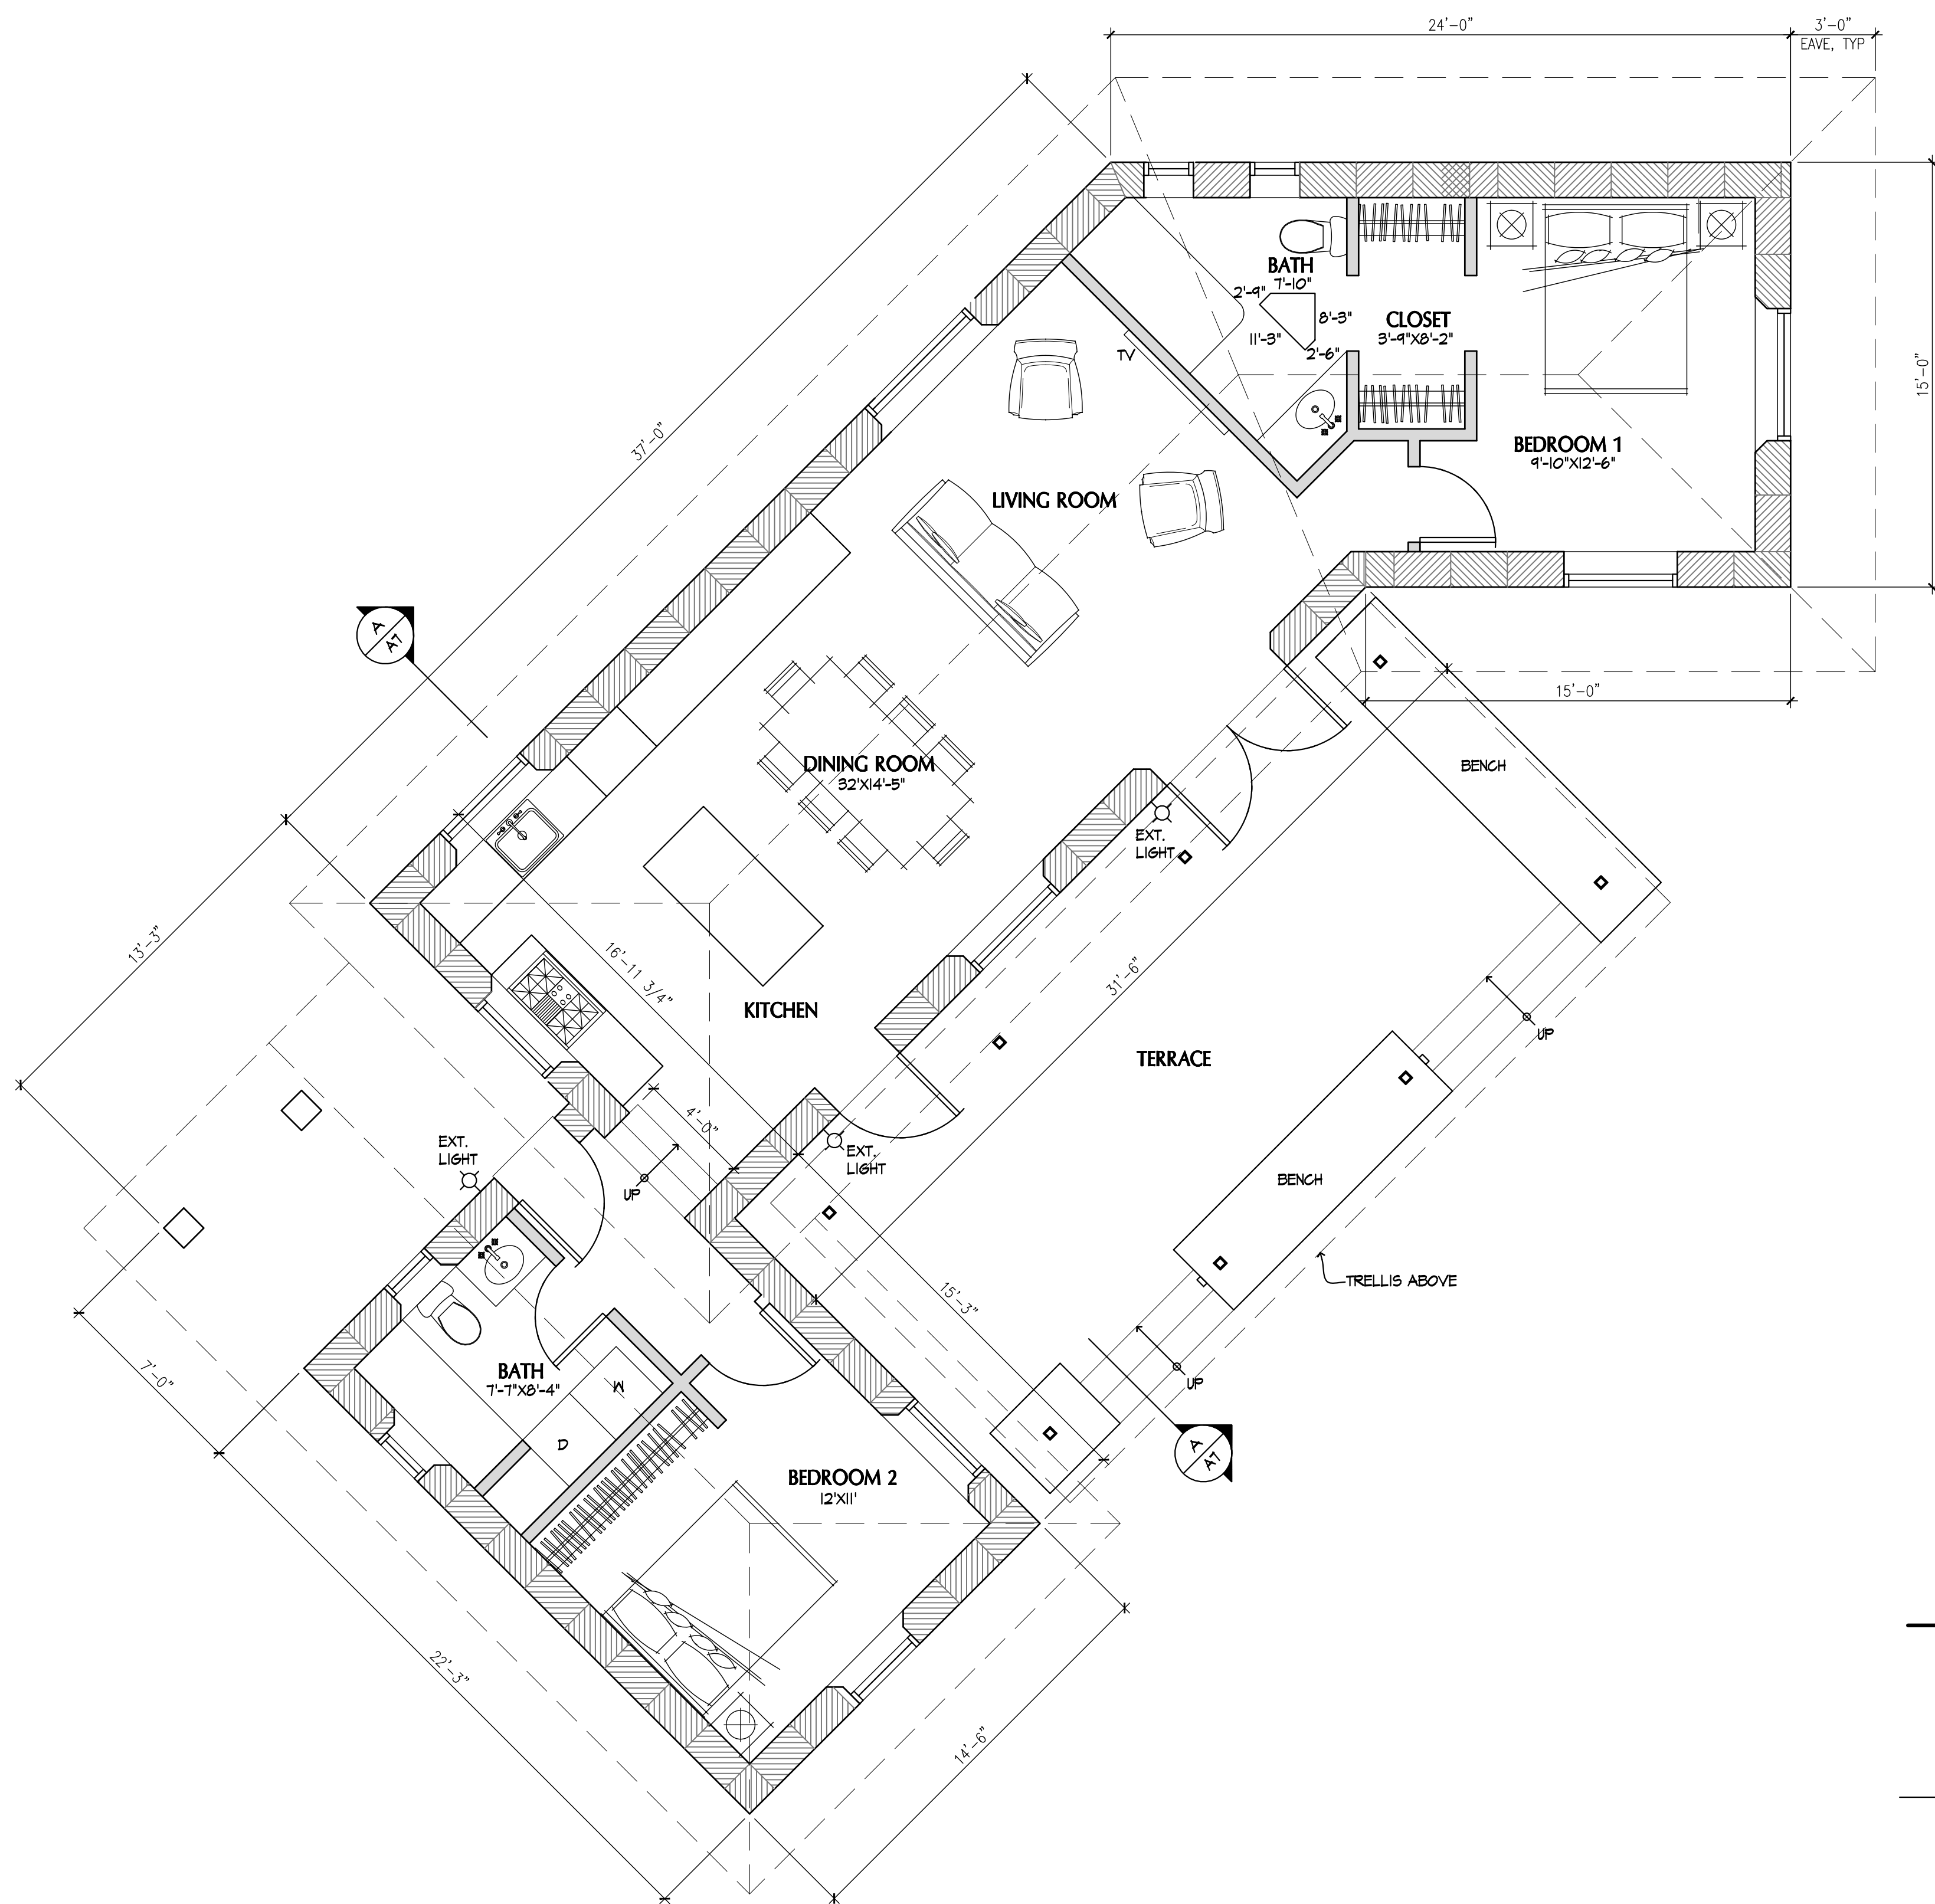 24'-0"
3'-0"
EAVE, TYP
37'-0"
15'-0"
BATH
7'-10"
2'-9"
8'-3"
11'-3"
2'-6"
CLOSET
3'-9"X8'-2"
TV
BEDROOM 1
9'-10"X12'-6"
LIVING ROOM
A
A7
15'-0"
BENCH
DINING ROOM
32'X14'-5"
EXT.
LIGHT
13'-3"
16'-11 3/4"
31'-6"
KITCHEN
UP
TERRACE
4'-0"
EXT.
LIGHT
EXT.
LIGHT
UP
BENCH
TRELLIS ABOVE
15'-3"
7'-0"
BATH
7'-7"X8'-4"
W
D
UP
A
A7
BEDROOM 2
12'X11'
22'-3"
14'-6"